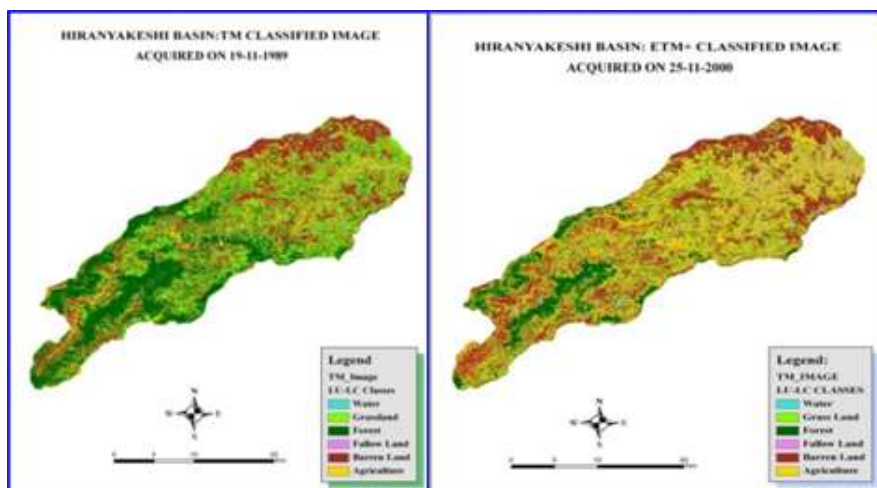 HIRANYAKESHI BASIN:TM CLASSIFIED IMAGE
ACQUIRED ON 19-11-1989
N
E
S
Legend
TM_Image
LU-LC Classes
Water
Grassland
Forest
Fallow Land
Barren Land
Agriculture
HIRANYAKESHI BASIN: ETM+ CLASSIFIED IMAGE
ACQUIRED ON 25-11-2000
N
E
S
Legend:
TM_IMAGE
LU-LC CLASSES
Water
Grass Land
Forest
Fallow Land
Barren Land
Agriculture